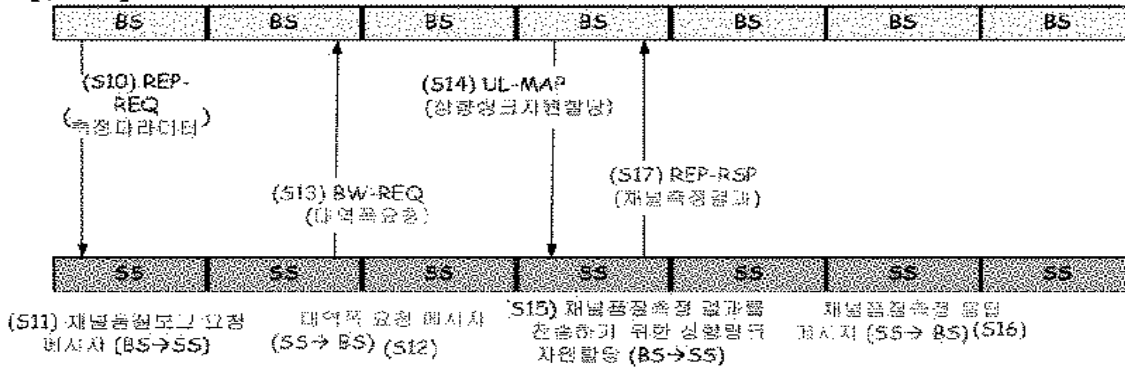 BS BS BS BS BS BS BS
(S10) REP-
REQ
(측정파라미터)
(S14) UL-MAP
(상향링크자원할당)
(S17) REP-RSP
(채널측정결과)
(S13) BW-REQ
(대역폭요청)
SS SS SS SS SS SS SS
(S11) 채널품질보고 요청
메시지 (BS→SS)
대역폭 요청 메시지
(SS→ BS) (S12)
(S15) 채널품질측정 결과를
전송하기 위한 상향링크
자원할당 (BS→SS)
채널품질측정 응답
메시지 (SS→ BS) (S16)